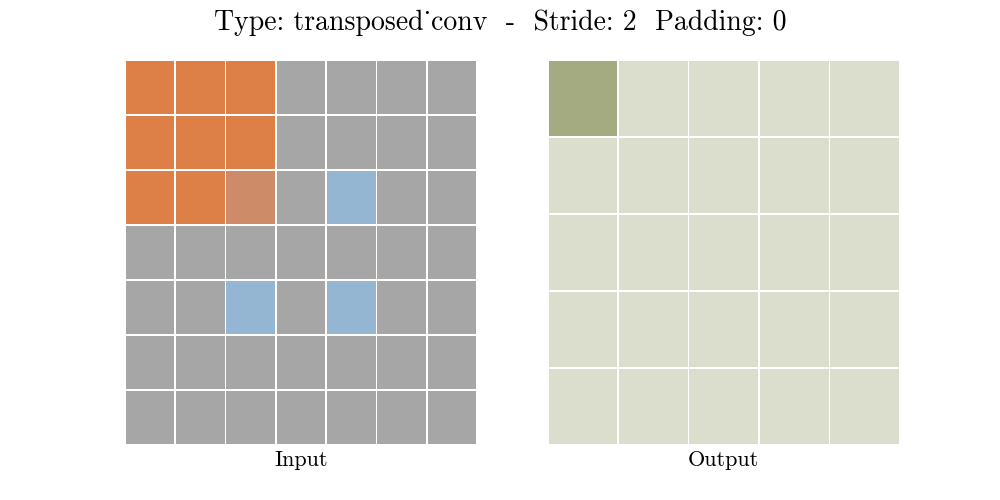 Type: transposed˙conv - Stride: 2 Padding: 0
Input
Output